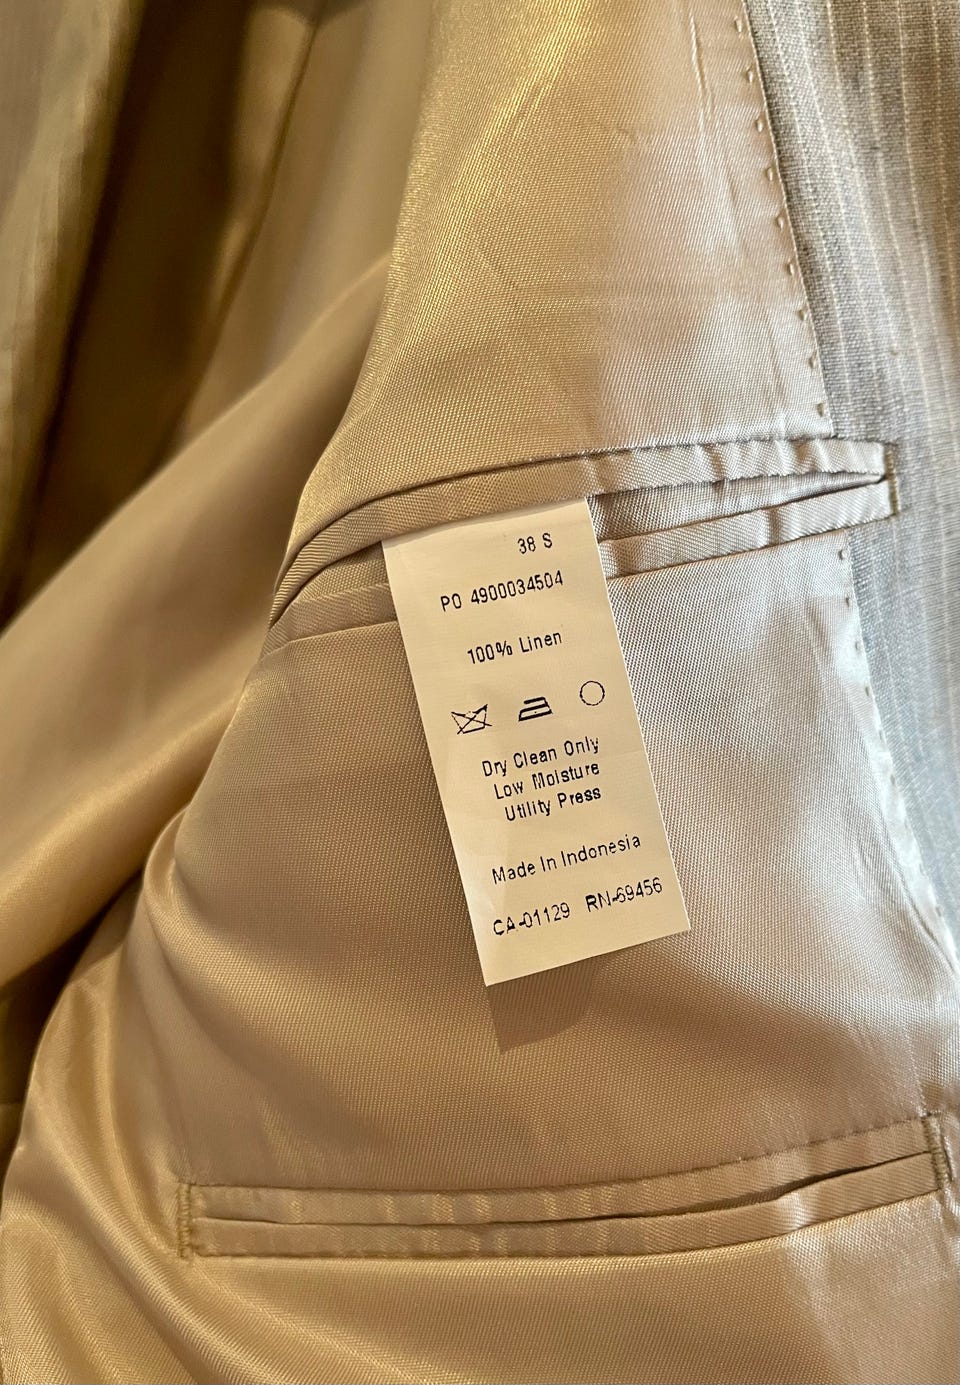 38 S
PO 4900034504
100% Linen
Dry Clean Only
Low Moisture
Utility Press
Made In Indonesia
CA-01129 RN-69456